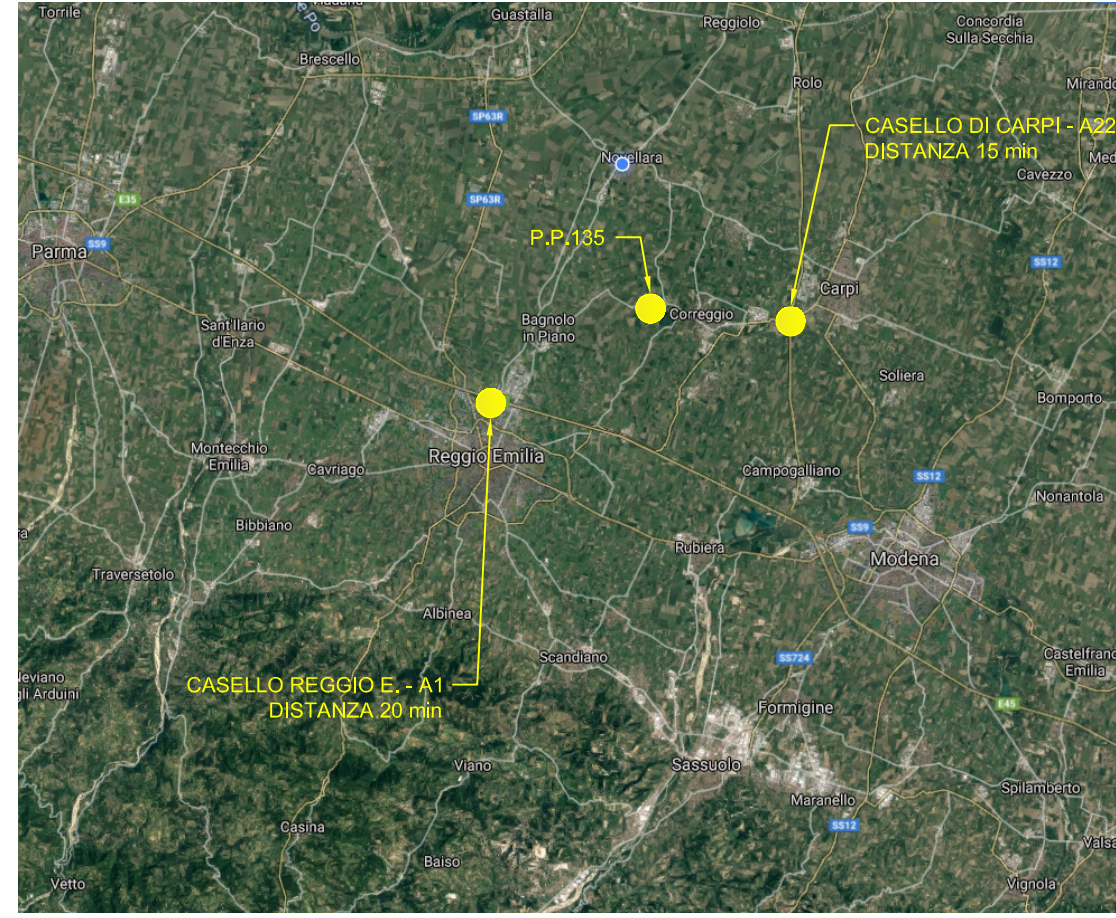 Torrile
Guastalla
Reggiolo
Concordia
Sulla Secchia
Brescello
Rolo
SP63R
CASELLO DI CARPI - A22
DISTANZA 15 min
Novellara
Cavezzo
E35
SP63R
P.P.135
Parma
SS9
SS12
Carpi
Sant'Ilario
d'Enza
Bagnolo
in Piano
Correggio
Soliera
Bomporto
Montecchio
Emilia
Cavriago
Reggio Emilia
Campogalliano
SS12
Nonantola
Bibbiano
SS9
Rubiera
Modena
Traversetolo
Albinea
Scandiano
SS724
Castelfranc
Emilia
Neviano
gli Arduini
CASELLO REGGIO E. - A1
DISTANZA 20 min
Formigine
E45
Viano
Sassuolo
Maranello
Spilamberto
Casina
SS12
Baiso
Vetto
Vignola